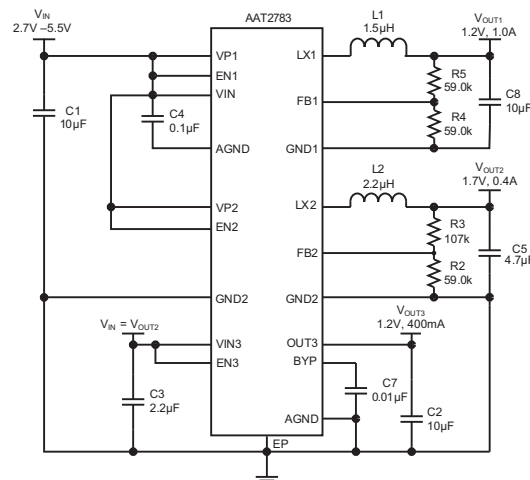 VIN
2.7V –5.5V
AAT2783
L1
1.5µH
VOUT1
1.2V, 1.0A
VP1
EN1
VIN
LX1
R5
59.0k
C1
10µF
C4
0.1µF
FB1
R4
59.0k
C8
10µF
AGND
GND1
L2
2.2µH
VOUT2
1.7V, 0.4A
VP2
EN2
LX2
R3
107k
FB2
C5
4.7µF
R2
59.0k
GND2
GND2
VIN = VOUT2
VOUT3
1.2V, 400mA
VIN3
EN3
OUT3
BYP
C3
2.2µF
C7
0.01µF
C2
10µF
AGND
EP